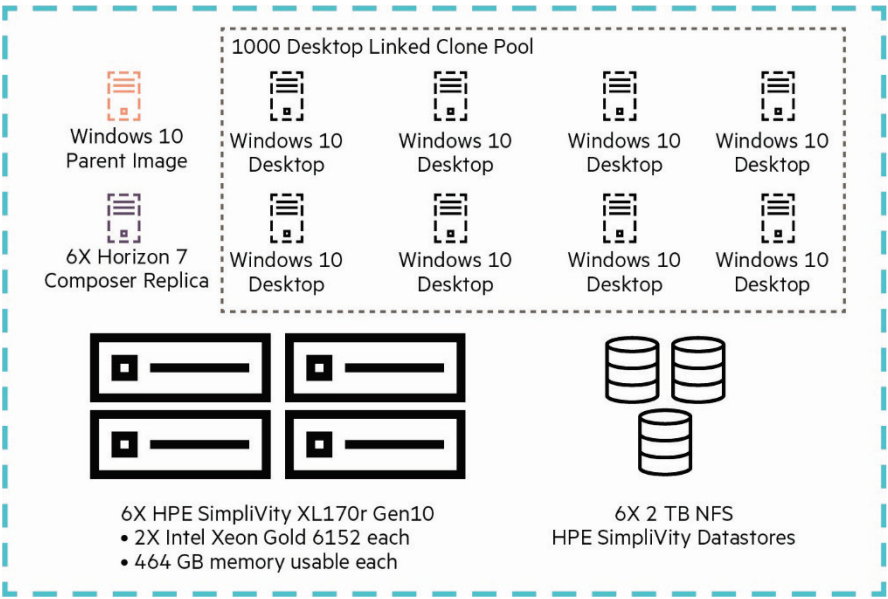 1000 Desktop Linked Clone Pool
Windows 10
Parent Image
Windows 10
Desktop
Windows 10
Desktop
Windows 10
Desktop
Windows 10
Desktop
6X Horizon 7
Composer Replica
Windows 10
Desktop
Windows 10
Desktop
Windows 10
Desktop
Windows 10
Desktop
6X HPE SimpliVity XL170r Gen10
• 2X Intel Xeon Gold 6152 each
• 464 GB memory usable each
6X 2 TB NFS
HPE SimpliVity Datastores